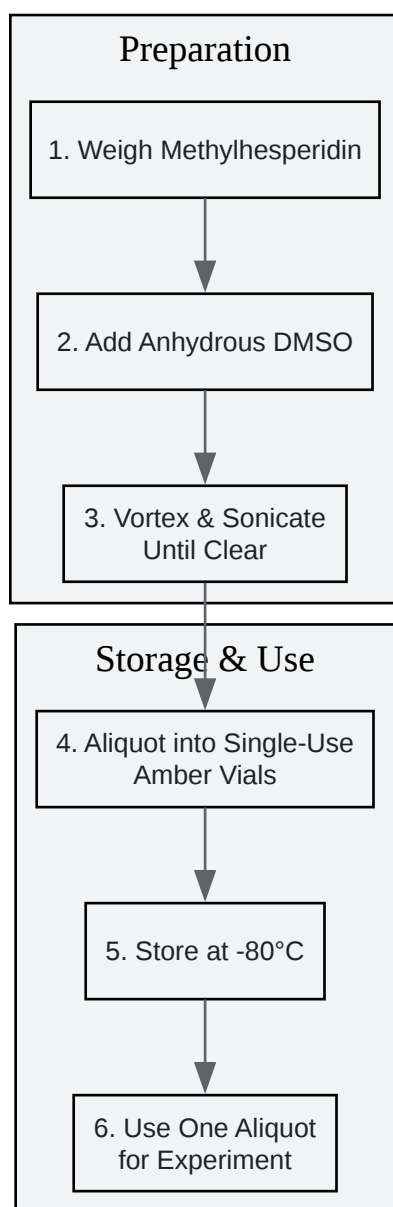 Preparation
1. Weigh Methylhesperidin
2. Add Anhydrous DMSO
3. Vortex & Sonicate
Until Clear
Storage & Use
4. Aliquot into Single-Use
Amber Vials
5. Store at -80°C
6. Use One Aliquot
for Experiment